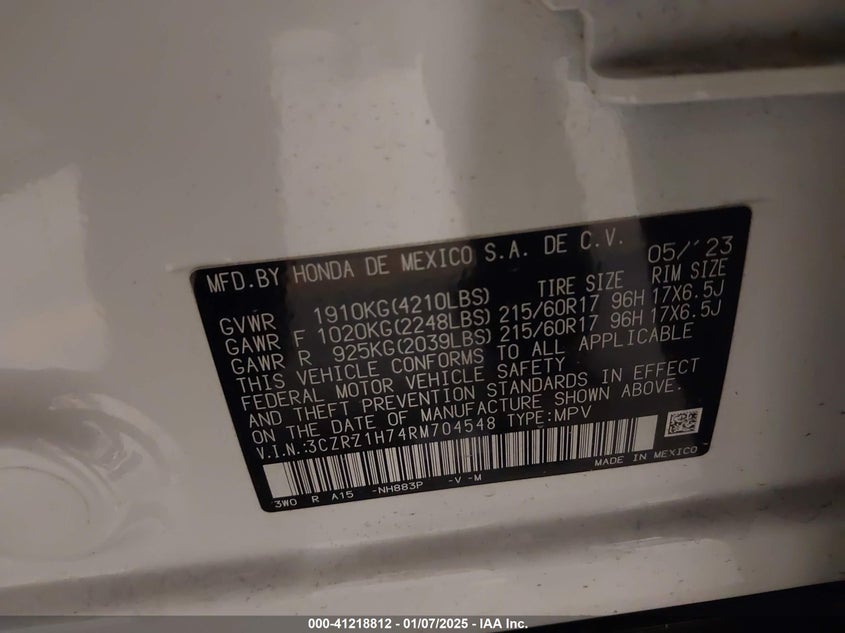 MFD.BY HONDA DE MEXICO S.A. DE C.V. 05/'23
TIRE SIZE RIM SIZE
GVWR 1910KG(4210LBS)
GAWR F 1020KG(2248LBS) 215/60R17 96H 17X6.5J
GAWR R 925KG(2039LBS) 215/60R17 96H 17X6.5J
THIS VEHICLE CONFORMS TO ALL APPLICABLE
FEDERAL MOTOR VEHICLE SAFETY
AND THEFT PREVENTION STANDARDS IN EFFECT
ON THE DATE OF MANUFACTURE SHOWN ABOVE.
V.I.N.:3CZRZ1H74RM704548 TYPE:MPV
3WO R A15 -NH883P -V -M MADE IN MEXICO
000-41218812 - 01/07/2025 - IAA Inc.